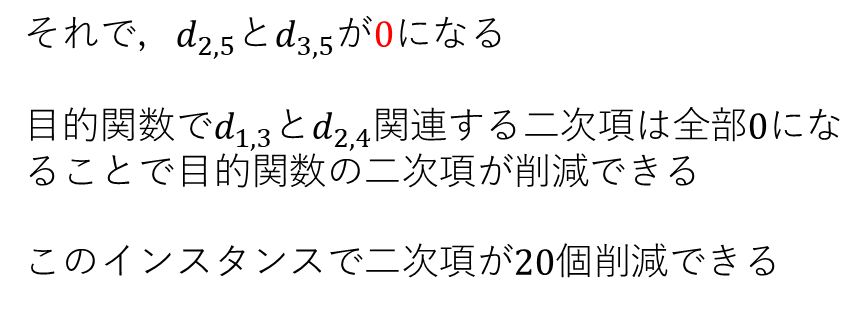 それで，d2,5とd3,5が0になる
目的関数でd1,3とd2,4関連する二次項は全部0にな
ることで目的関数の二次項が削減できる
このインスタンスで二次項が20個削減できる